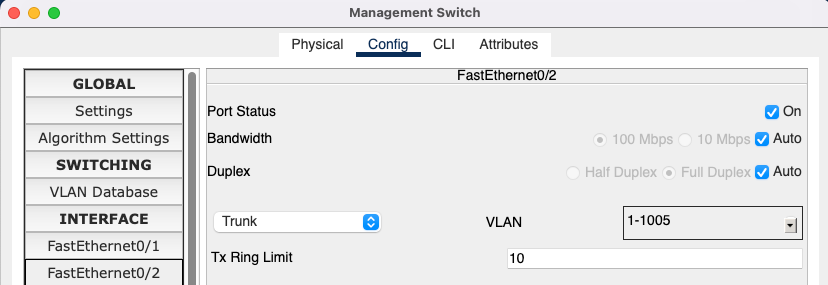 Management Switch
Physical Config CLI Attributes
GLOBAL
Settings
Algorithm Settings
SWITCHING
VLAN Database
INTERFACE
FastEthernet0/1
FastEthernet0/2
FastEthernet0/2
Port Status On
Bandwidth 100 Mbps 10 Mbps Auto
Duplex Half Duplex Full Duplex Auto
Trunk VLAN 1-1005
Tx Ring Limit 10